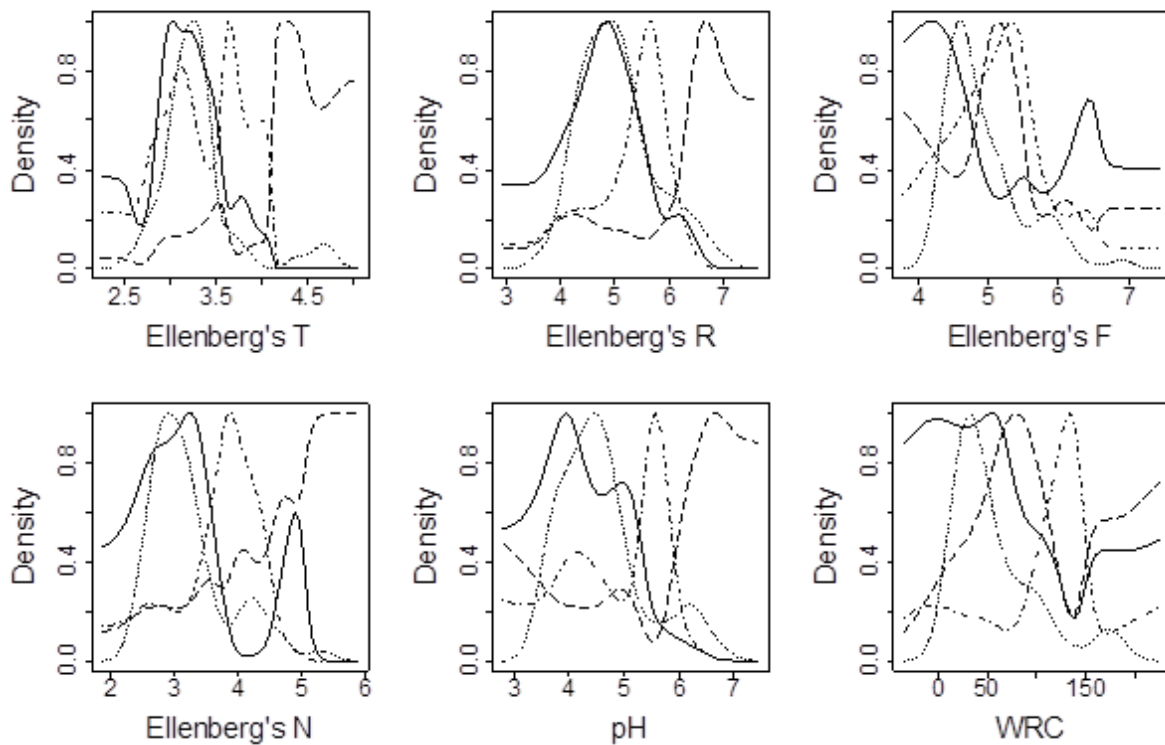 Density
0.0 0.4 0.8
2.5 3.5 4.5
Ellenberg's T
Density
0.0 0.4 0.8
3 4 5 6 7
Ellenberg's R
Density
0.0 0.4 0.8
4 5 6 7
Ellenberg's F
Density
0.0 0.4 0.8
2 3 4 5 6
Ellenberg's N
Density
0.0 0.4 0.8
3 4 5 6 7
pH
Density
0.0 0.4 0.8
0 50 150
WRC